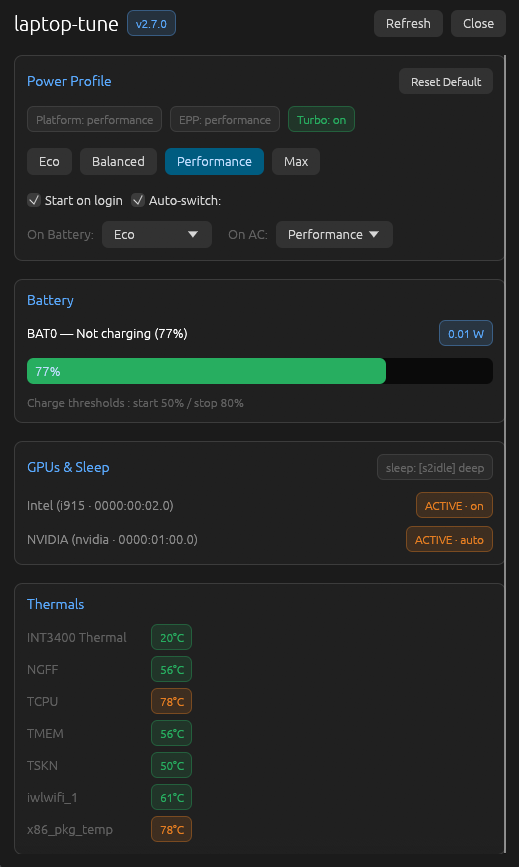 laptop-tune v2.7.0 Refresh Close
Power Profile Reset Default
Platform: performance EPP: performance Turbo: on
Eco Balanced Performance Max
Start on login Auto-switch:
On Battery: Eco On AC: Performance
Battery
BAT0 — Not charging (77%) 0.01 W
77%
Charge thresholds : start 50% / stop 80%
GPUs & Sleep sleep: [s2idle] deep
Intel (i915 · 0000:00:02.0) ACTIVE · on
NVIDIA (nvidia · 0000:01:00.0) ACTIVE · auto
Thermals
INT3400 Thermal 20°C
NGFF 56°C
TCPU 78°C
TMEM 56°C
TSKN 50°C
iwlwifi_1 61°C
x86_pkg_temp 78°C